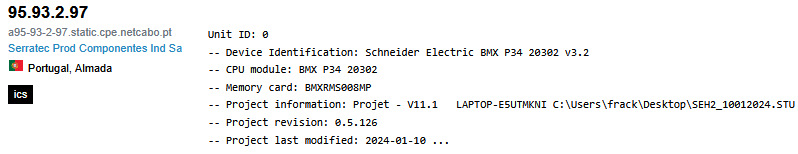 95.93.2.97
a95-93-2-97.static.cpe.netcabo.pt
Serratec Prod Componentes Ind Sa
Portugal, Almada
ics
Unit ID: 0
-- Device Identification: Schneider Electric BMX P34 20302 v3.2
-- CPU module: BMX P34 20302
-- Memory card: BMXRMS008MP
-- Project information: Projet - V11.1 LAPTOP-E5UTMKNI C:\Users\frack\Desktop\SEH2_10012024.STU
-- Project revision: 0.5.126
-- Project last modified: 2024-01-10 ...